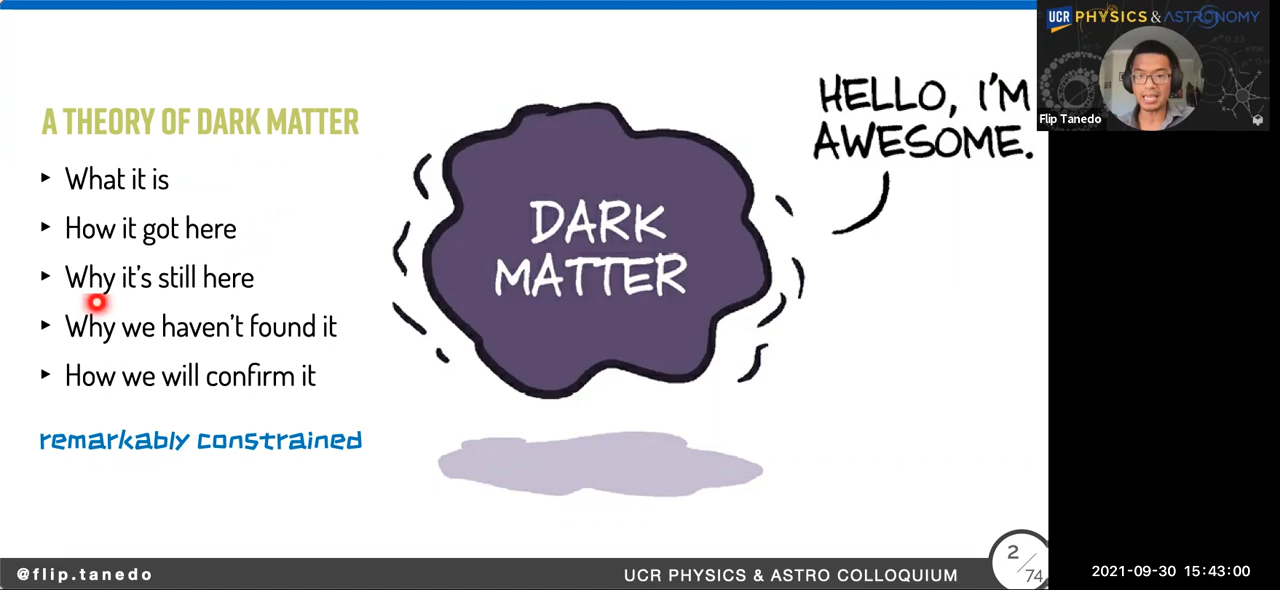 UCR PHYSICS & ASTRONOMY
Flip Tanedo
HELLO, I'M
AWESOME.
A THEORY OF DARK MATTER
‣ What it is
‣ How it got here
‣ Why it's still here
‣ Why we haven't found it
‣ How we will confirm it
remarkably constrained
DARK
MATTER
@flip.tanedo
UCR PHYSICS & ASTRO COLLOQUIUM
2/74
2021-09-30 15:43:00